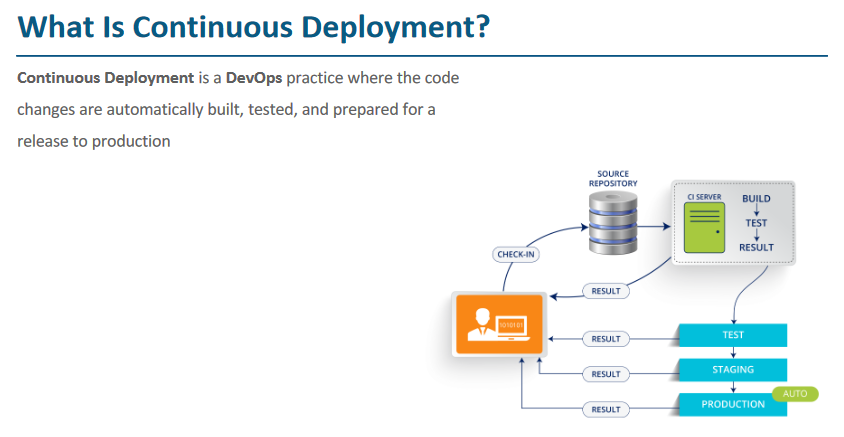 What Is Continuous Deployment?
Continuous Deployment is a DevOps practice where the code
changes are automatically built, tested, and prepared for a
release to production
SOURCE
REPOSITORY
CI SERVER
BUILD
TEST
RESULT
CHECK-IN
RESULT
1010101
TEST
RESULT
STAGING
RESULT
AUTO
PRODUCTION
RESULT